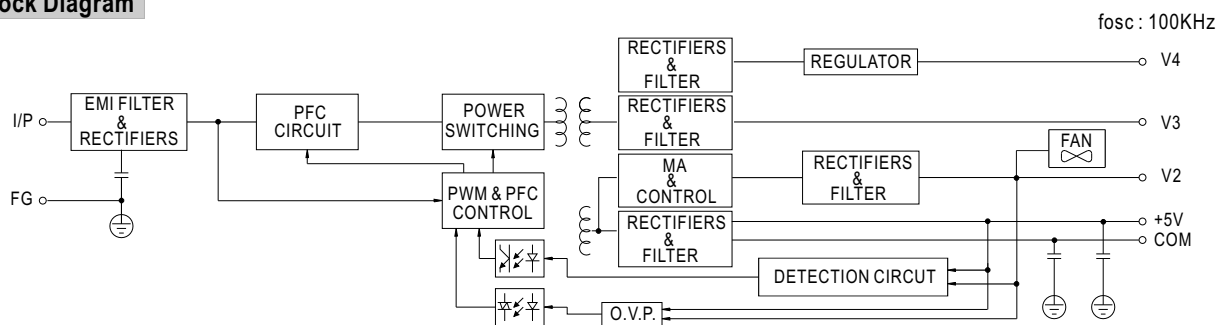 ock Diagram
fosc : 100KHz
I/P
EMI FILTER
&
RECTIFIERS
PFC
CIRCUIT
POWER
SWITCHING
RECTIFIERS
&
FILTER
REGULATOR
V4
RECTIFIERS
&
FILTER
V3
FAN
MA
&
CONTROL
RECTIFIERS
&
FILTER
V2
FG
PWM & PFC
CONTROL
RECTIFIERS
&
FILTER
+5V
COM
DETECTION CIRCUT
O.V.P.